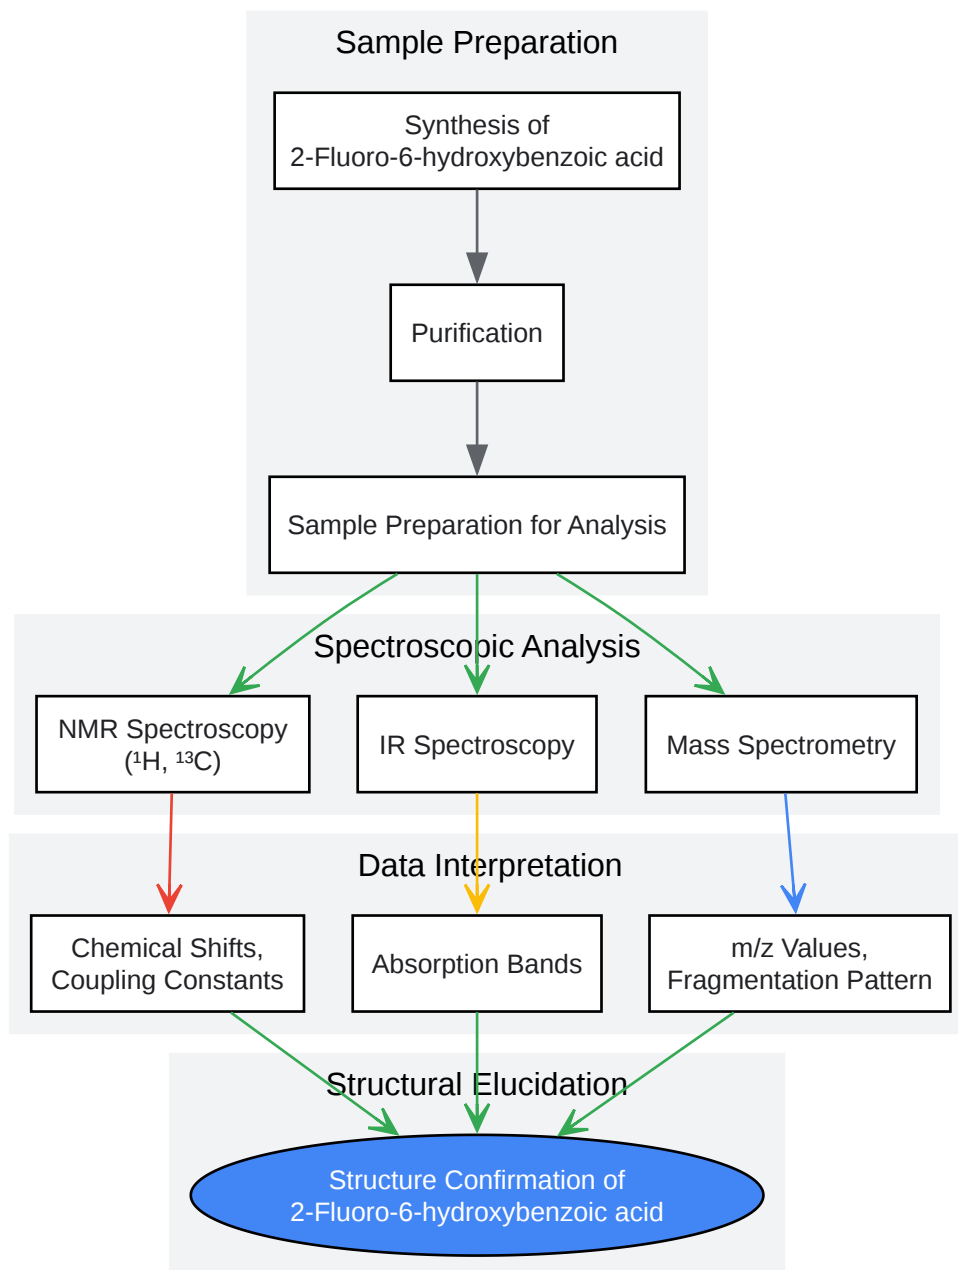 Sample Preparation
Synthesis of
2-Fluoro-6-hydroxybenzoic acid
Purification
Sample Preparation for Analysis
Spectroscopic Analysis
NMR Spectroscopy
(¹H, ¹³C)
IR Spectroscopy
Mass Spectrometry
Data Interpretation
Chemical Shifts,
Coupling Constants
Absorption Bands
m/z Values,
Fragmentation Pattern
Structural Elucidation
Structure Confirmation of
2-Fluoro-6-hydroxybenzoic acid